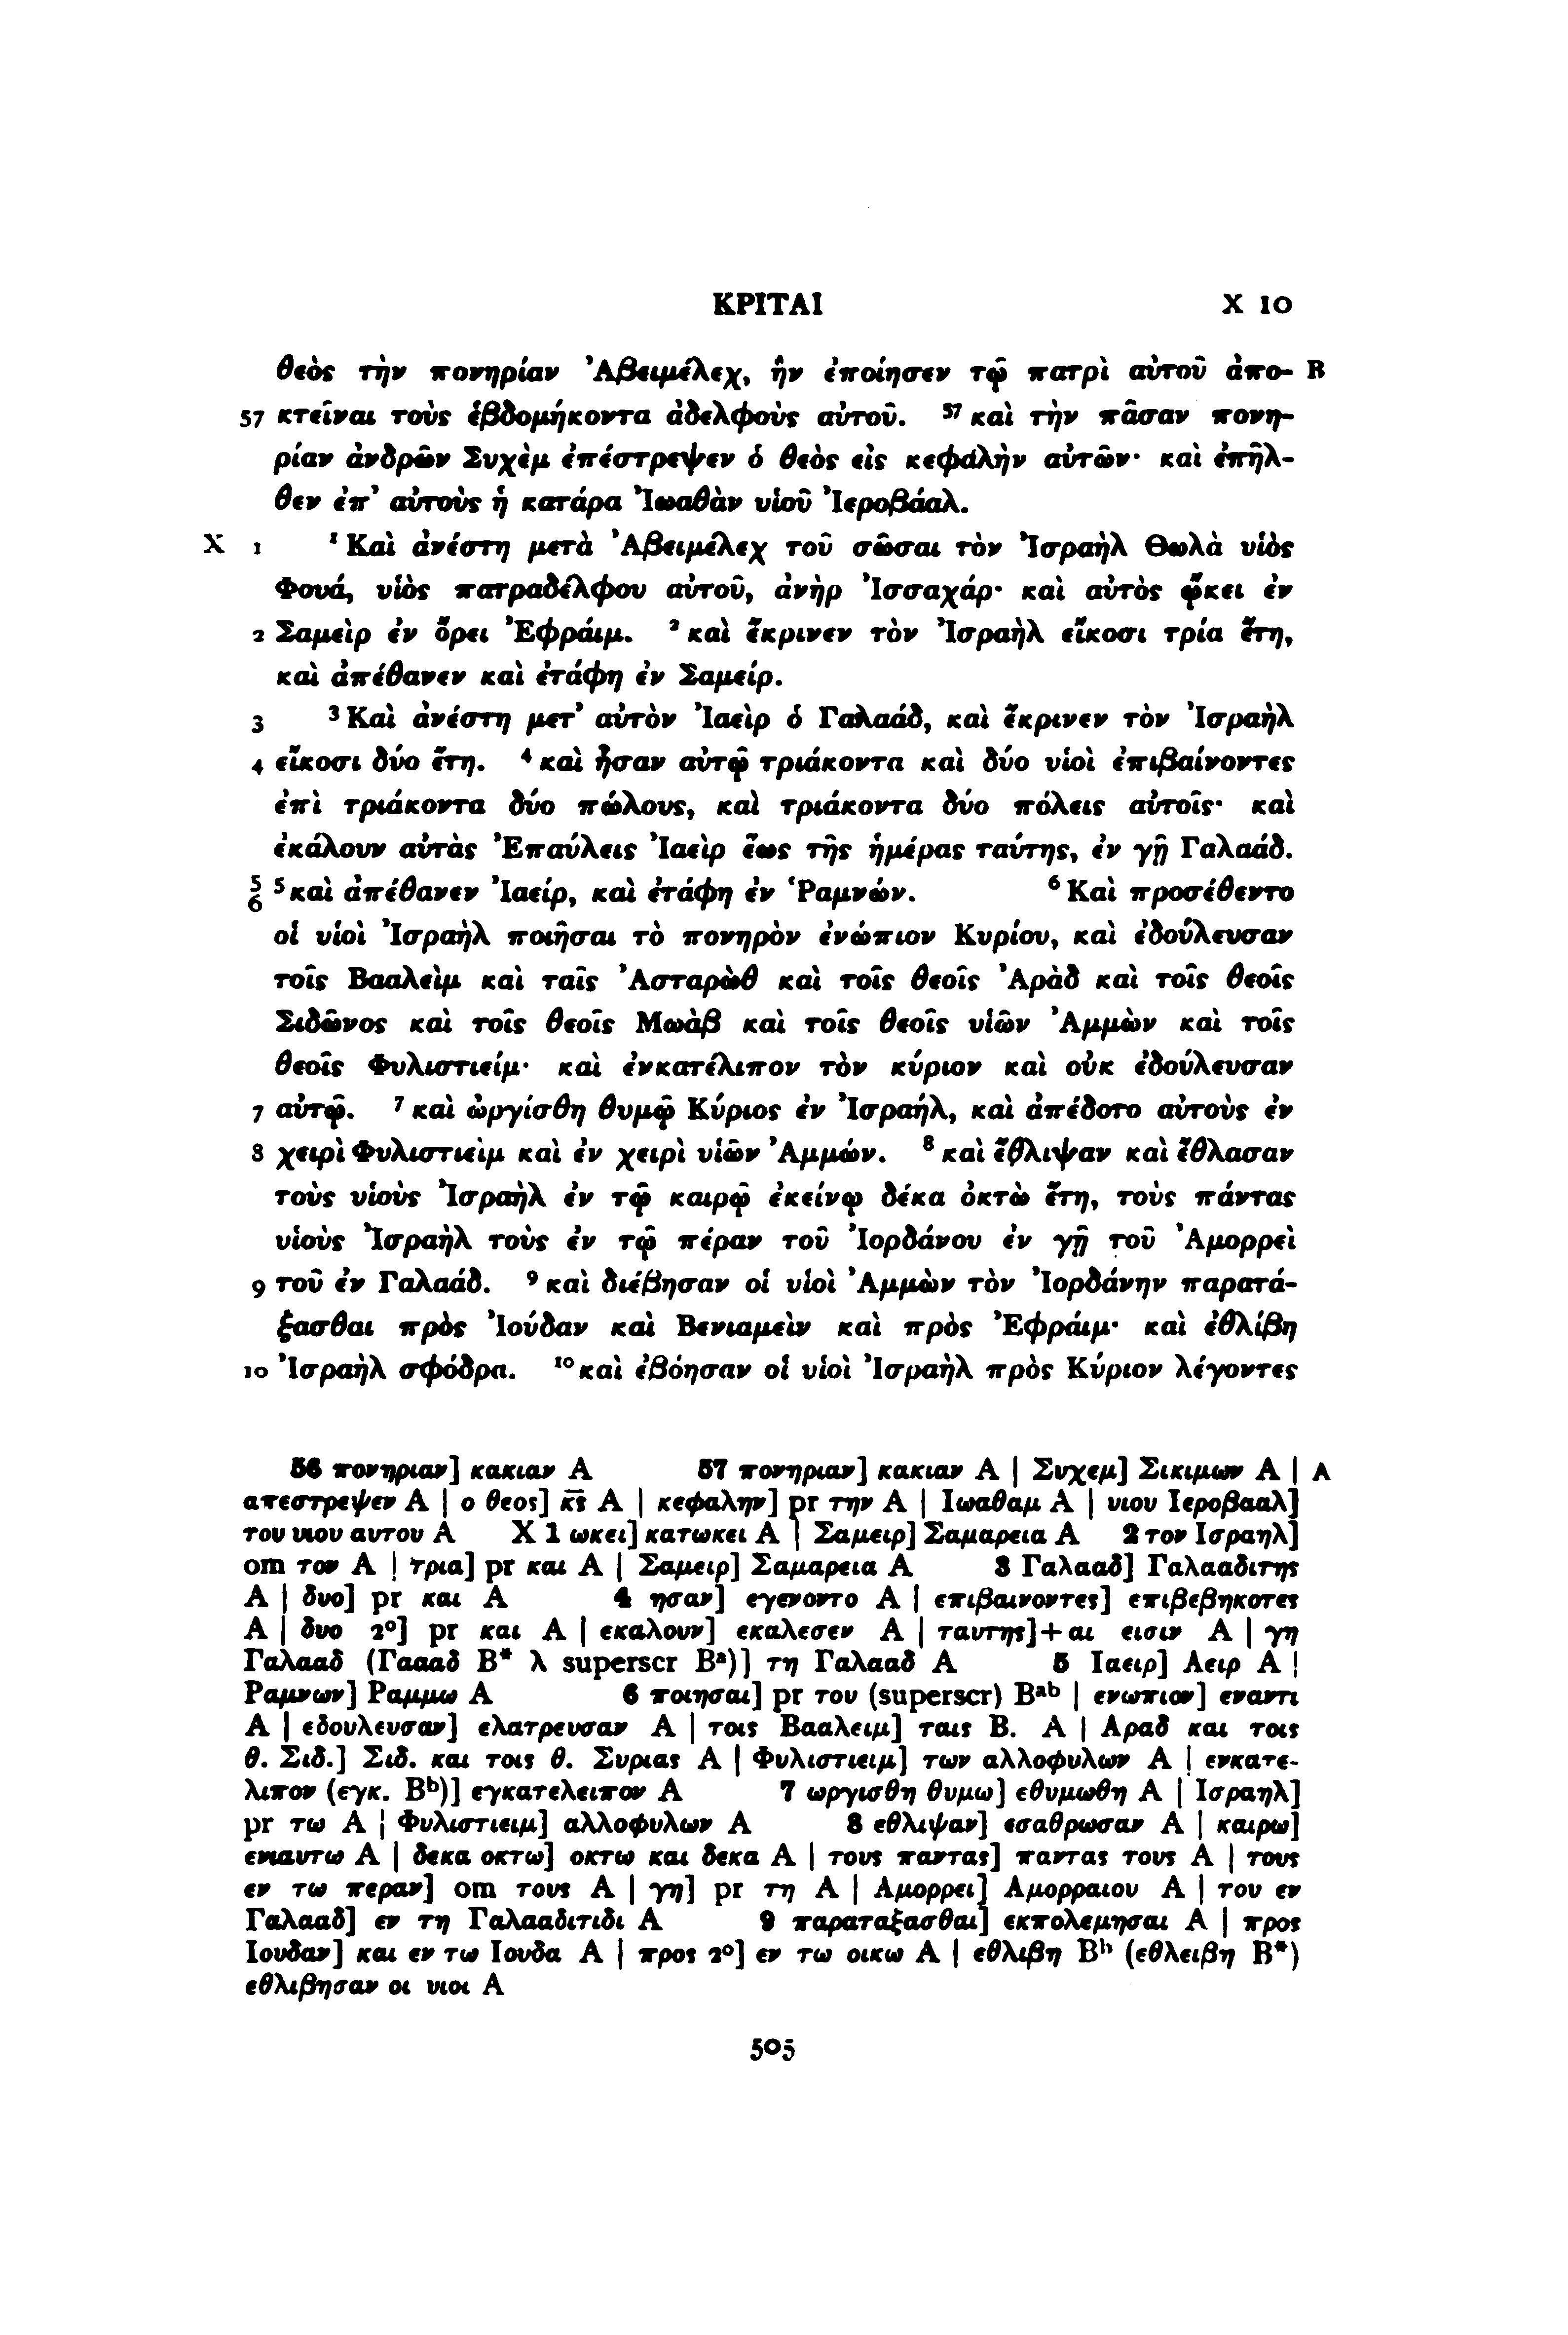 ΚΡΙΤΑΙ X 10
θεὸς τὴν πονηρίαν Ἀβειμέλεχ, ἣν ἐποίησεν τῷ πατρὶ αὐτοῦ ἀπο- B
57 κτεῖναι τοὺς ἑβδομήκοντα ἀδελφοὺς αὐτοῦ. ⁵⁷ καὶ τὴν πᾶσαν πονη-
ρίαν ἀνδρῶν Συχὲμ ἐπέστρεψεν ὁ θεὸς εἰς κεφαλὴν αὐτῶν· καὶ ἐπῆλ-
θεν ἐπ' αὐτοὺς ἡ κατάρα Ἰωαθὰν υἱοῦ Ἰεροβάαλ.
X 1 ¹ Καὶ ἀνέστη μετὰ Ἀβειμέλεχ τοῦ σῶσαι τὸν Ἰσραὴλ Θωλὰ υἱὸς
Φουά, υἱὸς πατραδέλφου αὐτοῦ, ἀνὴρ Ἰσσαχάρ· καὶ αὐτὸς ᾤκει ἐν
2 Σαμεὶρ ἐν ὄρει Ἐφράιμ. ² καὶ ἔκρινεν τὸν Ἰσραὴλ εἴκοσι τρία ἔτη,
καὶ ἀπέθανεν καὶ ἐτάφη ἐν Σαμείρ.
3 ³ Καὶ ἀνέστη μετ' αὐτὸν Ἰαεὶρ ὁ Γαλαάδ, καὶ ἔκρινεν τὸν Ἰσραὴλ
4 εἴκοσι δύο ἔτη. ⁴ καὶ ἦσαν αὐτῷ τριάκοντα καὶ δύο υἱοὶ ἐπιβαίνοντες
ἐπὶ τριάκοντα δύο πώλους, καὶ τριάκοντα δύο πόλεις αὐτοῖς· καὶ
ἐκάλουν αὐτὰς Ἐπαύλεις Ἰαεὶρ ἕως τῆς ἡμέρας ταύτης, ἐν γῇ Γαλαάδ.
5 6 ⁵ καὶ ἀπέθανεν Ἰαείρ, καὶ ἐτάφη ἐν Ῥαμνών. ⁶ Καὶ προσέθεντο
οἱ υἱοὶ Ἰσραὴλ ποιῆσαι τὸ πονηρὸν ἐνώπιον Κυρίου, καὶ ἐδούλευσαν
τοῖς Βααλεὶμ καὶ ταῖς Ἀσταρὼθ καὶ τοῖς θεοῖς Ἀρὰδ καὶ τοῖς θεοῖς
Σιδῶνος καὶ τοῖς θεοῖς Μωὰβ καὶ τοῖς θεοῖς υἱῶν Ἀμμὼν καὶ τοῖς
θεοῖς Φυλιστιείμ· καὶ ἐνκατέλιπον τὸν κύριον καὶ οὐκ ἐδούλευσαν
7 αὐτῷ. ⁷ καὶ ὠργίσθη θυμῷ Κύριος ἐν Ἰσραήλ, καὶ ἀπέδοτο αὐτοὺς ἐν
8 χειρὶ Φυλιστιεὶμ καὶ ἐν χειρὶ υἱῶν Ἀμμών. ⁸ καὶ ἔθλιψαν καὶ ἔθλασαν
τοὺς υἱοὺς Ἰσραὴλ ἐν τῷ καιρῷ ἐκείνῳ δέκα ὀκτὼ ἔτη, τοὺς πάντας
υἱοὺς Ἰσραὴλ τοὺς ἐν τῷ πέραν τοῦ Ἰορδάνου ἐν γῇ τοῦ Ἀμορρεὶ
9 τοῦ ἐν Γαλαάδ. ⁹ καὶ διέβησαν οἱ υἱοὶ Ἀμμὼν τὸν Ἰορδάνην παρατά-
ξασθαι πρὸς Ἰούδαν καὶ Βενιαμεὶν καὶ πρὸς Ἐφράιμ· καὶ ἐθλίβη
10 Ἰσραὴλ σφόδρα. ¹⁰ καὶ ἐβόησαν οἱ υἱοὶ Ἰσραὴλ πρὸς Κύριον λέγοντες
56 πονηριαν] κακιαν A 57 πονηριαν] κακιαν A | Συχεμ] Σικιμων A | A
απεστρεψεν A | ο θεος] κ̅ς̅ A | κεφαλην] pr την A | Ιωαθαμ A | υιου Ιεροβααλ]
του υιου αυτου A X 1 ωκει] κατωκει A | Σαμειρ] Σαμαρεια A 2 τον Ισραηλ]
om τον A | τρια] pr και A | Σαμειρ] Σαμαρεια A 3 Γαλααδ] Γαλααδιτης
A | δυο] pr και A 4 ησαν] εγενοντο A | επιβαινοντες] επιβεβηκοτες
A | δυο 2º] pr και A | εκαλουν] εκαλεσεν A | ταυτης]+αι εισιν A | γη
Γαλααδ (Γαααδ B* λ superscr Bᵃ)] τη Γαλααδ A 5 Ιαειρ] Αειρ A |
Ραμνων] Ραμμω A 6 ποιησαι] pr του (superscr) Bᵃᵇ | ενωπιον] εναντι
A | εδουλευσαν] ελατρευσαν A | τοις Βααλειμ] ταις Β. A | Αραδ και τοις
θ. Σιδ.] Σιδ. και τοις θ. Συριας A | Φυλιστιειμ] των αλλοφυλων A | ενκατε-
λιπον (εγκ. Bᵇ)] εγκατελειπον A 7 ωργισθη θυμω] εθυμωθη A | Ισραηλ]
pr τω A | Φυλιστιειμ] αλλοφυλων A 8 εθλιψαν] εσαθρωσαν A | καιρω]
ενιαυτω A | δεκα οκτω] οκτω και δεκα A | τους παντας] παντας τους A | τους
εν τω περαν] om τους A | γη] pr τη A | Αμορρει] Αμορραιου A | του εν
Γαλααδ] εν τη Γαλααδιτιδι A 9 παραταξασθαι] εκπολεμησαι A | προς
Ιουδαν] και εν τω Ιουδα A | προς 2º] εν τω οικω A | εθλιβη Bᵇ (εθλειβη B*)
εθλιβησαν οι υιοι A
505